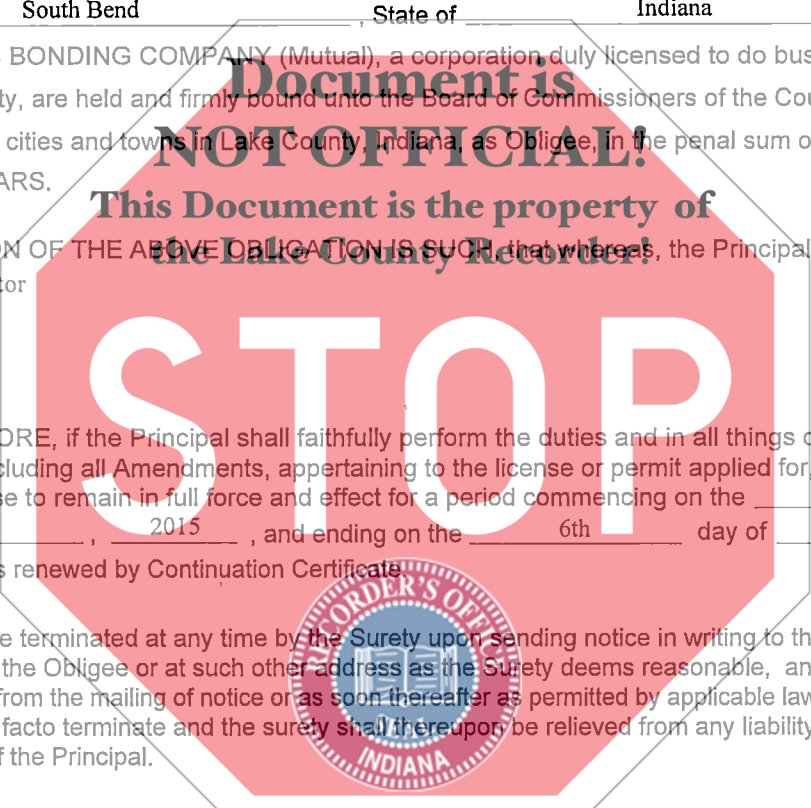 South Bend , State of Indiana
BONDING COMPANY (Mutual), a corporation duly licensed to do bus
Document is
ty, are held and firmly bound unto the Board of Commissioners of the Cou
NOT OFFICIAL!
cities and towns in Lake County, Indiana, as Obligee, in the penal sum o
ARS.
This Document is the property of
N OF THE ABOVE OBLIGATION IS SUCH, that whereas, the Principal
the Lake County Recorder!
tor
STOP
ORE, if the Principal shall faithfully perform the duties and in all things c
cluding all Amendments, appertaining to the license or permit applied for,
se to remain in full force and effect for a period commencing on the
, 2015 , and ending on the 6th day of
s renewed by Continuation Certificate.
RECORDER'S OFFICE
e terminated at any time by the Surety upon sending notice in writing to th
the Obligee or at such other address as the Surety deems reasonable, an
from the mailing of notice or as soon thereafter as permitted by applicable law
facto terminate and the surety shall thereupon be relieved from any liability
INDIANA
f the Principal.